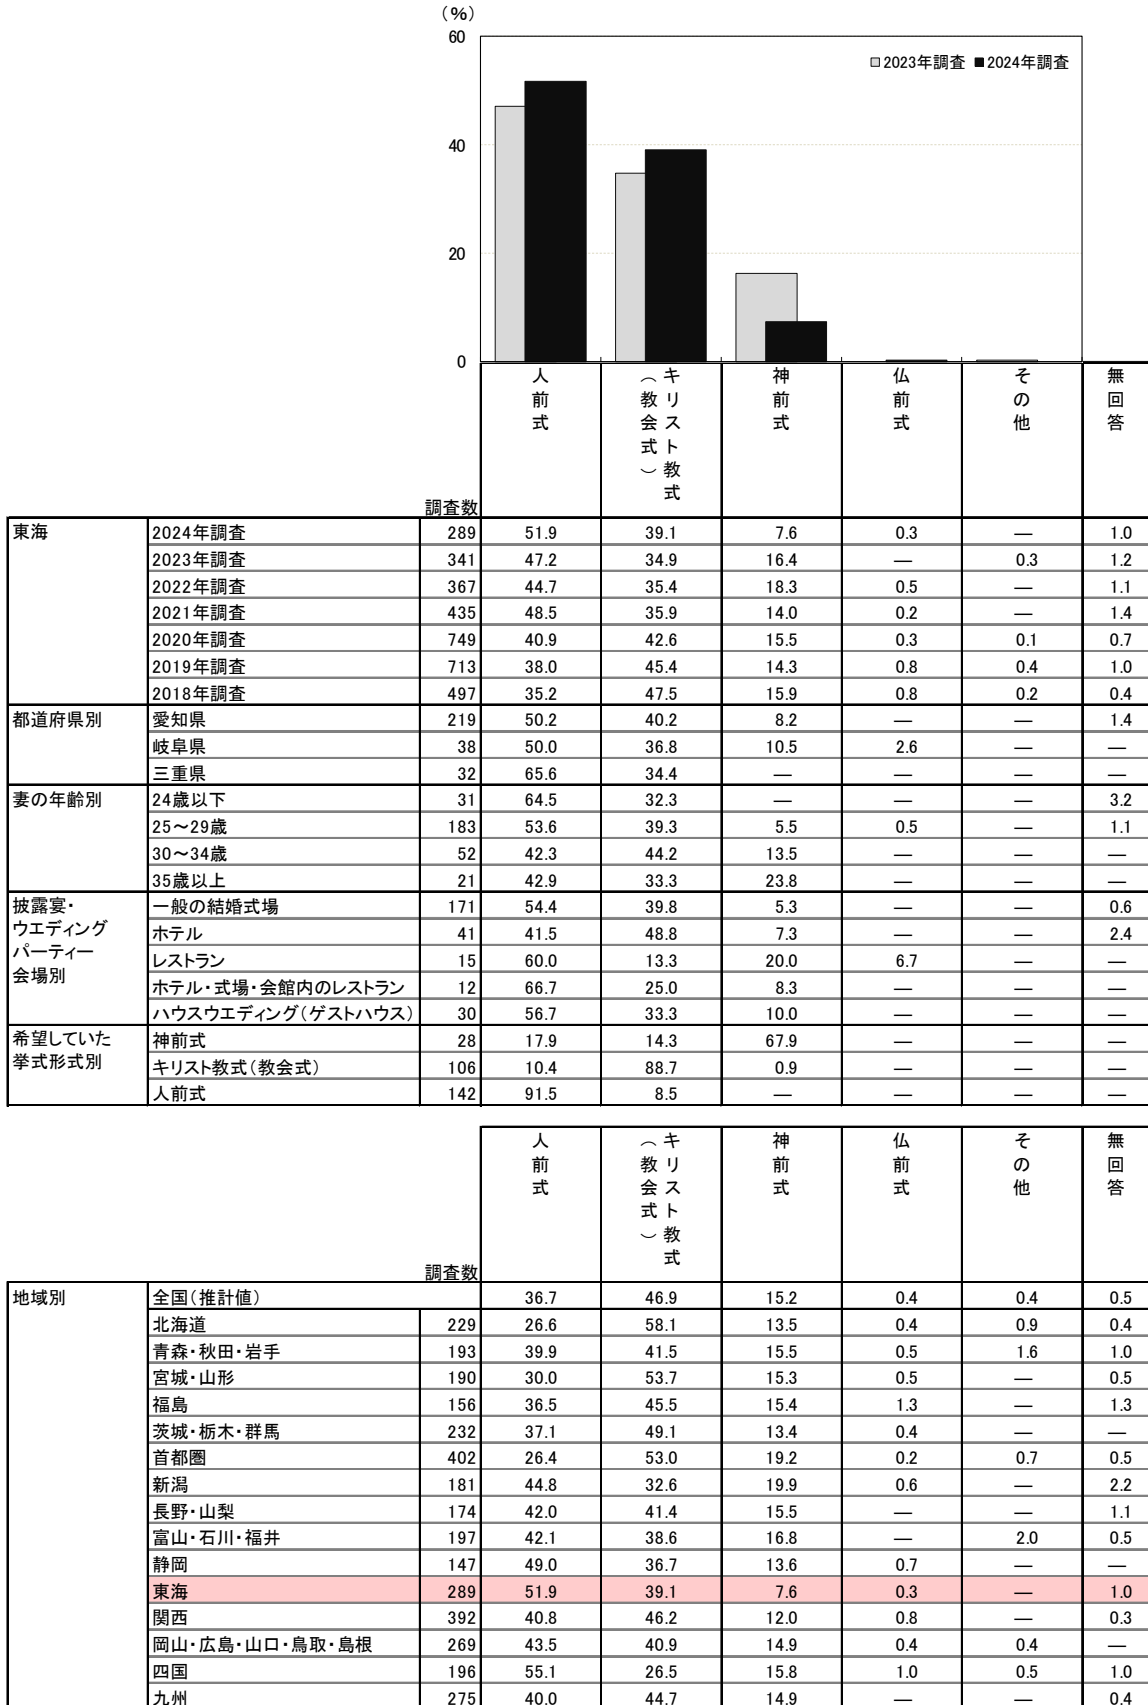 （%）
60
40
20
0
□2023年調査 ■2024年調査
調査数 人前式 キリスト教式（教会式） 神前式 仏前式 その他 無回答
東海 2024年調査 289 51.9 39.1 7.6 0.3 ― 1.0
2023年調査 341 47.2 34.9 16.4 ― 0.3 1.2
2022年調査 367 44.7 35.4 18.3 0.5 ― 1.1
2021年調査 435 48.5 35.9 14.0 0.2 ― 1.4
2020年調査 749 40.9 42.6 15.5 0.3 0.1 0.7
2019年調査 713 38.0 45.4 14.3 0.8 0.4 1.0
2018年調査 497 35.2 47.5 15.9 0.8 0.2 0.4
都道府県別 愛知県 219 50.2 40.2 8.2 ― ― 1.4
岐阜県 38 50.0 36.8 10.5 2.6 ― ―
三重県 32 65.6 34.4 ― ― ― ―
妻の年齢別 24歳以下 31 64.5 32.3 ― ― ― 3.2
25～29歳 183 53.6 39.3 5.5 0.5 ― 1.1
30～34歳 52 42.3 44.2 13.5 ― ― ―
35歳以上 21 42.9 33.3 23.8 ― ― ―
披露宴・ウエディングパーティー会場別 一般の結婚式場 171 54.4 39.8 5.3 ― ― 0.6
ホテル 41 41.5 48.8 7.3 ― ― 2.4
レストラン 15 60.0 13.3 20.0 6.7 ― ―
ホテル・式場・会館内のレストラン 12 66.7 25.0 8.3 ― ― ―
ハウスウエディング（ゲストハウス） 30 56.7 33.3 10.0 ― ― ―
希望していた挙式形式別 神前式 28 17.9 14.3 67.9 ― ― ―
キリスト教式（教会式） 106 10.4 88.7 0.9 ― ― ―
人前式 142 91.5 8.5 ― ― ― ―
調査数 人前式 キリスト教式（教会式） 神前式 仏前式 その他 無回答
地域別 全国（推計値） 36.7 46.9 15.2 0.4 0.4 0.5
北海道 229 26.6 58.1 13.5 0.4 0.9 0.4
青森・秋田・岩手 193 39.9 41.5 15.5 0.5 1.6 1.0
宮城・山形 190 30.0 53.7 15.3 0.5 ― 0.5
福島 156 36.5 45.5 15.4 1.3 ― 1.3
茨城・栃木・群馬 232 37.1 49.1 13.4 0.4 ― ―
首都圏 402 26.4 53.0 19.2 0.2 0.7 0.5
新潟 181 44.8 32.6 19.9 0.6 ― 2.2
長野・山梨 174 42.0 41.4 15.5 ― ― 1.1
富山・石川・福井 197 42.1 38.6 16.8 ― 2.0 0.5
静岡 147 49.0 36.7 13.6 0.7 ― ―
東海 289 51.9 39.1 7.6 0.3 ― 1.0
関西 392 40.8 46.2 12.0 0.8 ― 0.3
岡山・広島・山口・鳥取・島根 269 43.5 40.9 14.9 0.4 0.4 ―
四国 196 55.1 26.5 15.8 1.0 0.5 1.0
九州 275 40.0 44.7 14.9 ― ― 0.4